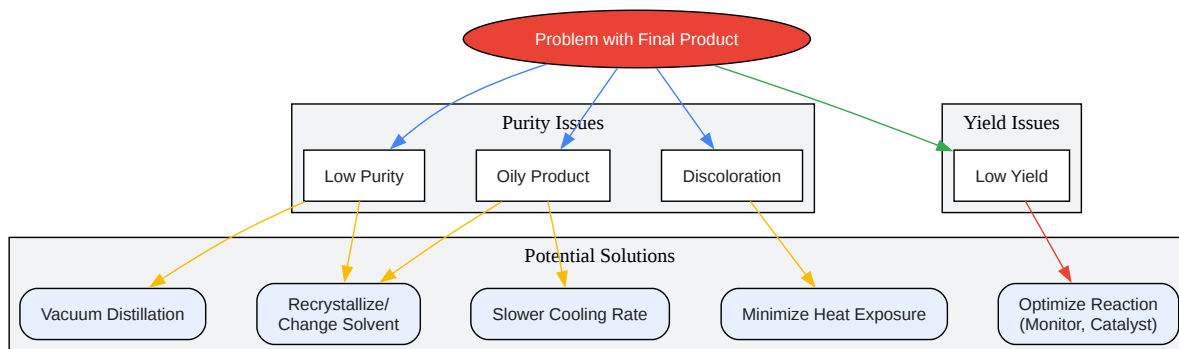 Problem with Final Product
Purity Issues
Yield Issues
Low Purity
Oily Product
Discoloration
Low Yield
Potential Solutions
Vacuum Distillation
Recrystallize/
Change Solvent
Slower Cooling Rate
Minimize Heat Exposure
Optimize Reaction
(Monitor, Catalyst)